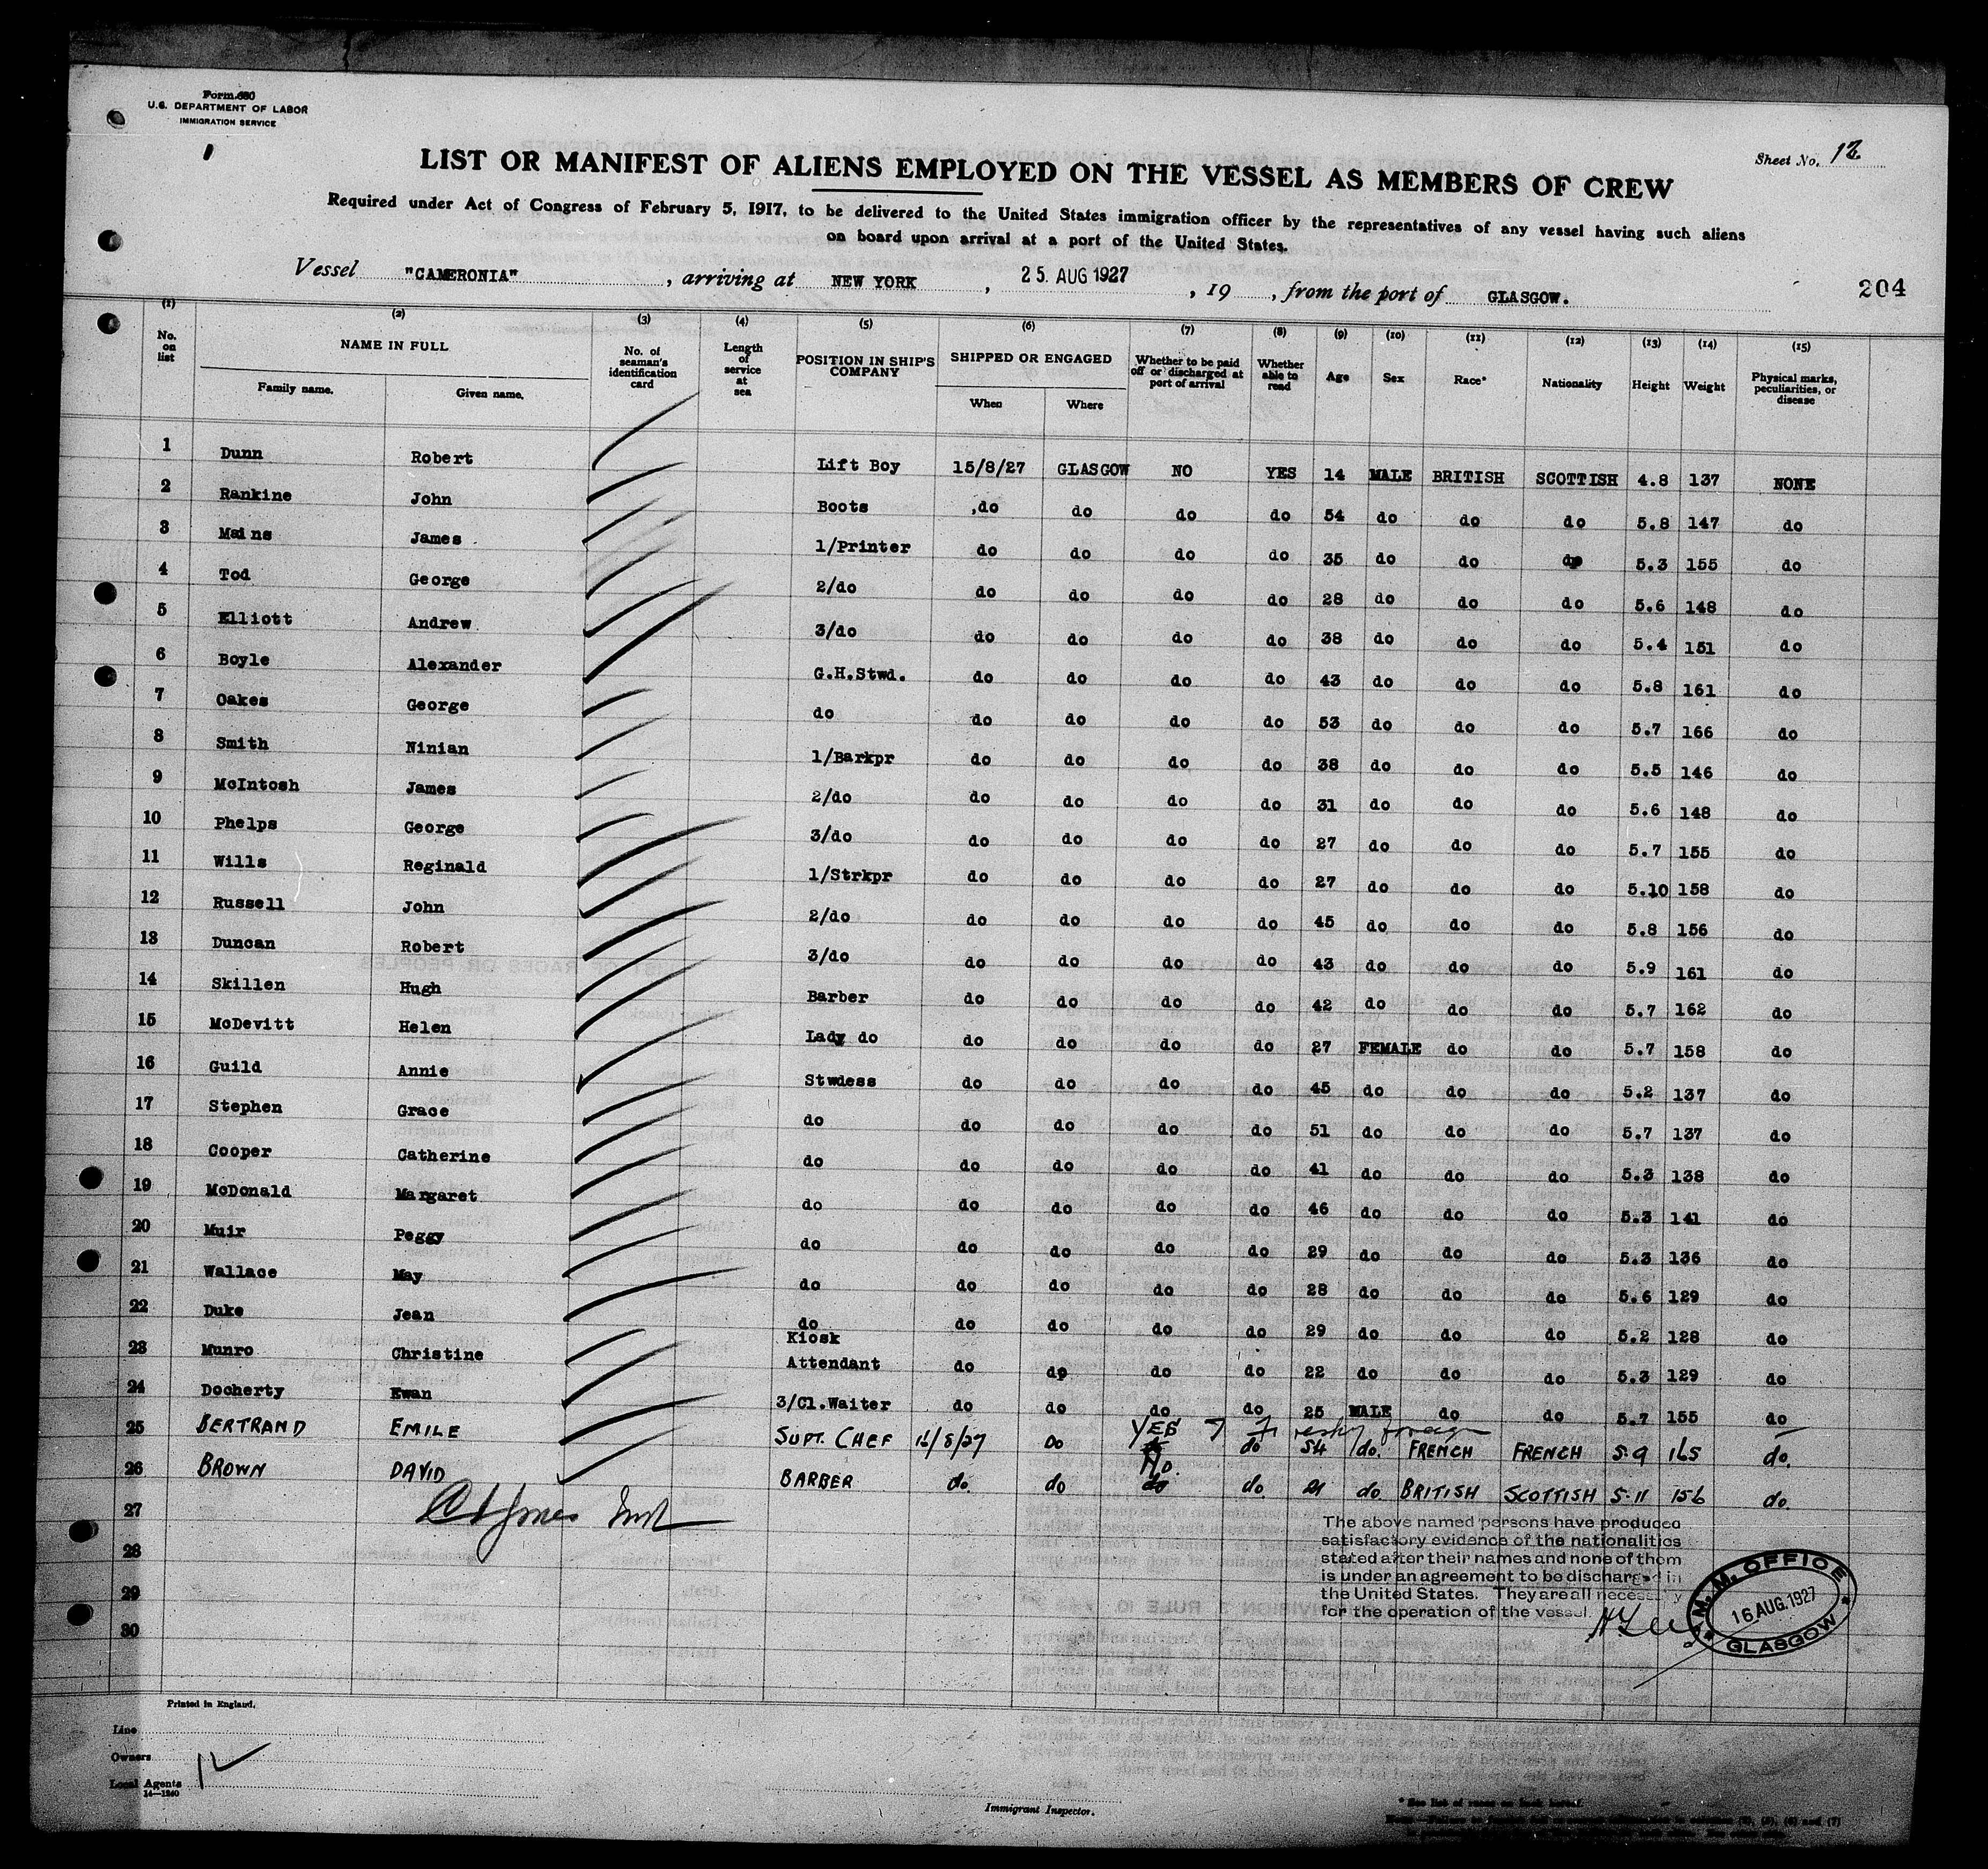 Form 680
U.S. DEPARTMENT OF LABOR
IMMIGRATION SERVICE
Sheet No. 12
LIST OR MANIFEST OF ALIENS EMPLOYED ON THE VESSEL AS MEMBERS OF CREW
Required under Act of Congress of February 5, 1917, to be delivered to the United States immigration officer by the representatives of any vessel having such aliens
on board upon arrival at a port of the United States.
Vessel "CAMERONIA", arriving at NEW YORK, 25. AUG 1927, 19 , from the port of GLASGOW. 204
(1) (2) (3) (4) (5) (6) (7) (8) (9) (10) (11) (12) (13) (14) (15)
No. on list NAME IN FULL Family name. Given name. No. of seaman's identification card Length of service at sea POSITION IN SHIP'S COMPANY SHIPPED OR ENGAGED When Where Whether to be paid off or discharged at port of arrival Whether able to read Age Sex Race* Nationality Height Weight Physical marks, peculiarities, or disease
1 Dunn Robert Lift Boy 15/8/27 GLASGOW NO YES 14 MALE BRITISH SCOTTISH 4.8 137 NONE
2 Rankine John Boots do do do do 54 do do do 5.8 147 do
3 Mains James 1/Printer do do do do 35 do do do 5.3 155 do
4 Tod George 2/do do do do do 28 do do do 5.6 148 do
5 Elliott Andrew 3/do do do do do 38 do do do 5.4 151 do
6 Boyle Alexander G.H.Stwd. do do do do 43 do do do 5.8 161 do
7 Oakes George do do do do do 53 do do do 5.7 166 do
8 Smith Ninian 1/Barkpr do do do do 38 do do do 5.5 146 do
9 McIntosh James 2/do do do do do 31 do do do 5.6 148 do
10 Phelps George 3/do do do do do 27 do do do 5.7 155 do
11 Wills Reginald 1/Strkpr do do do do 27 do do do 5.10 158 do
12 Russell John 2/do do do do do 45 do do do 5.8 156 do
13 Duncan Robert 3/do do do do do 43 do do do 5.9 161 do
14 Skillen Hugh Barber do do do do 42 do do do 5.7 162 do
15 McDevitt Helen Lady do do do do do 27 FEMALE do do 5.7 158 do
16 Guild Annie Stwdess do do do do 45 do do do 5.2 137 do
17 Stephen Grace do do do do do 51 do do do 5.7 137 do
18 Cooper Catherine do do do do do 41 do do do 5.3 138 do
19 McDonald Margaret do do do do do 46 do do do 5.3 141 do
20 Muir Peggy do do do do do 29 do do do 5.3 136 do
21 Wallace May do do do do do 28 do do do 5.6 129 do
22 Duke Jean do do do do do 29 do do do 5.2 128 do
23 Munro Christine Kiosk Attendant do do do do 22 do do do 5.3 129 do
24 Docherty Ewan 3/Cl.Waiter do do do do 25 MALE do do 5.7 155 do
25 BERTRAND EMILE SUPT. CHEF 16/8/27 DO YES do 54 do. FRENCH FRENCH 5.9 165 do.
26 BROWN DAVID BARBER do. do No. do. 21 do. BRITISH SCOTTISH 5.11 156 do.
27
28
29
30
The above named persons have produced
satisfactory evidence of the nationalities
stated after their names and none of them
is under an agreement to be discharged in
the United States. They are all necessary
for the operation of the vessel.
M.M. OFFICE
16 AUG. 1927
GLASGOW
Printed in England.
Line
Owners
12
Local Agents
14—1240
Immigrant Inspector.
* See list of races on back hereof.